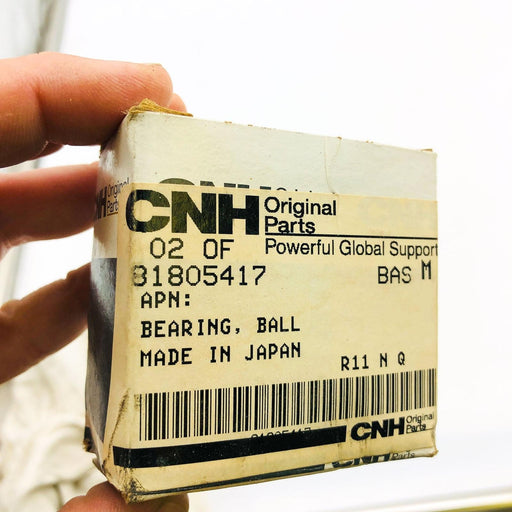 CNH Original Parts
Powerful Global Support
02 OF
81805417 BAS M
APN:
BEARING, BALL
MADE IN JAPAN
R11 N Q
CNH Original Parts